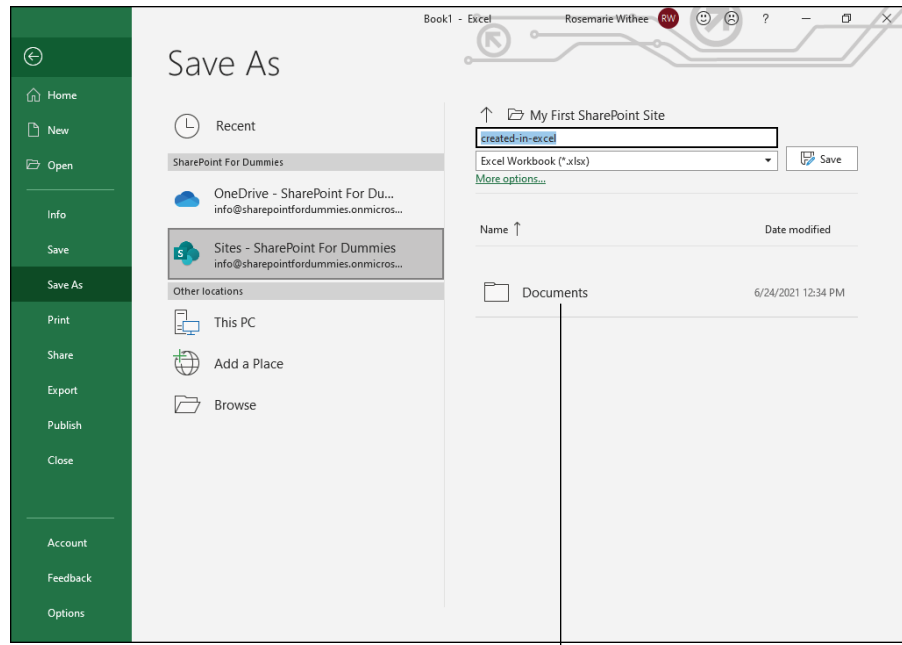 Book1 - Excel
Rosemarie Withee
RW
?
Save As
Home
New
Open
Info
Save
Save As
Print
Share
Export
Publish
Close
Account
Feedback
Options
Recent
SharePoint For Dummies
OneDrive - SharePoint For Du...
info@sharepointfordummies.onmicros...
S
Sites - SharePoint For Dummies
info@sharepointfordummies.onmicros...
Other locations
This PC
Add a Place
Browse
My First SharePoint Site
created-in-excel
Excel Workbook (*.xlsx)
Save
More options...
Name ↑
Date modified
Documents
6/24/2021 12:34 PM